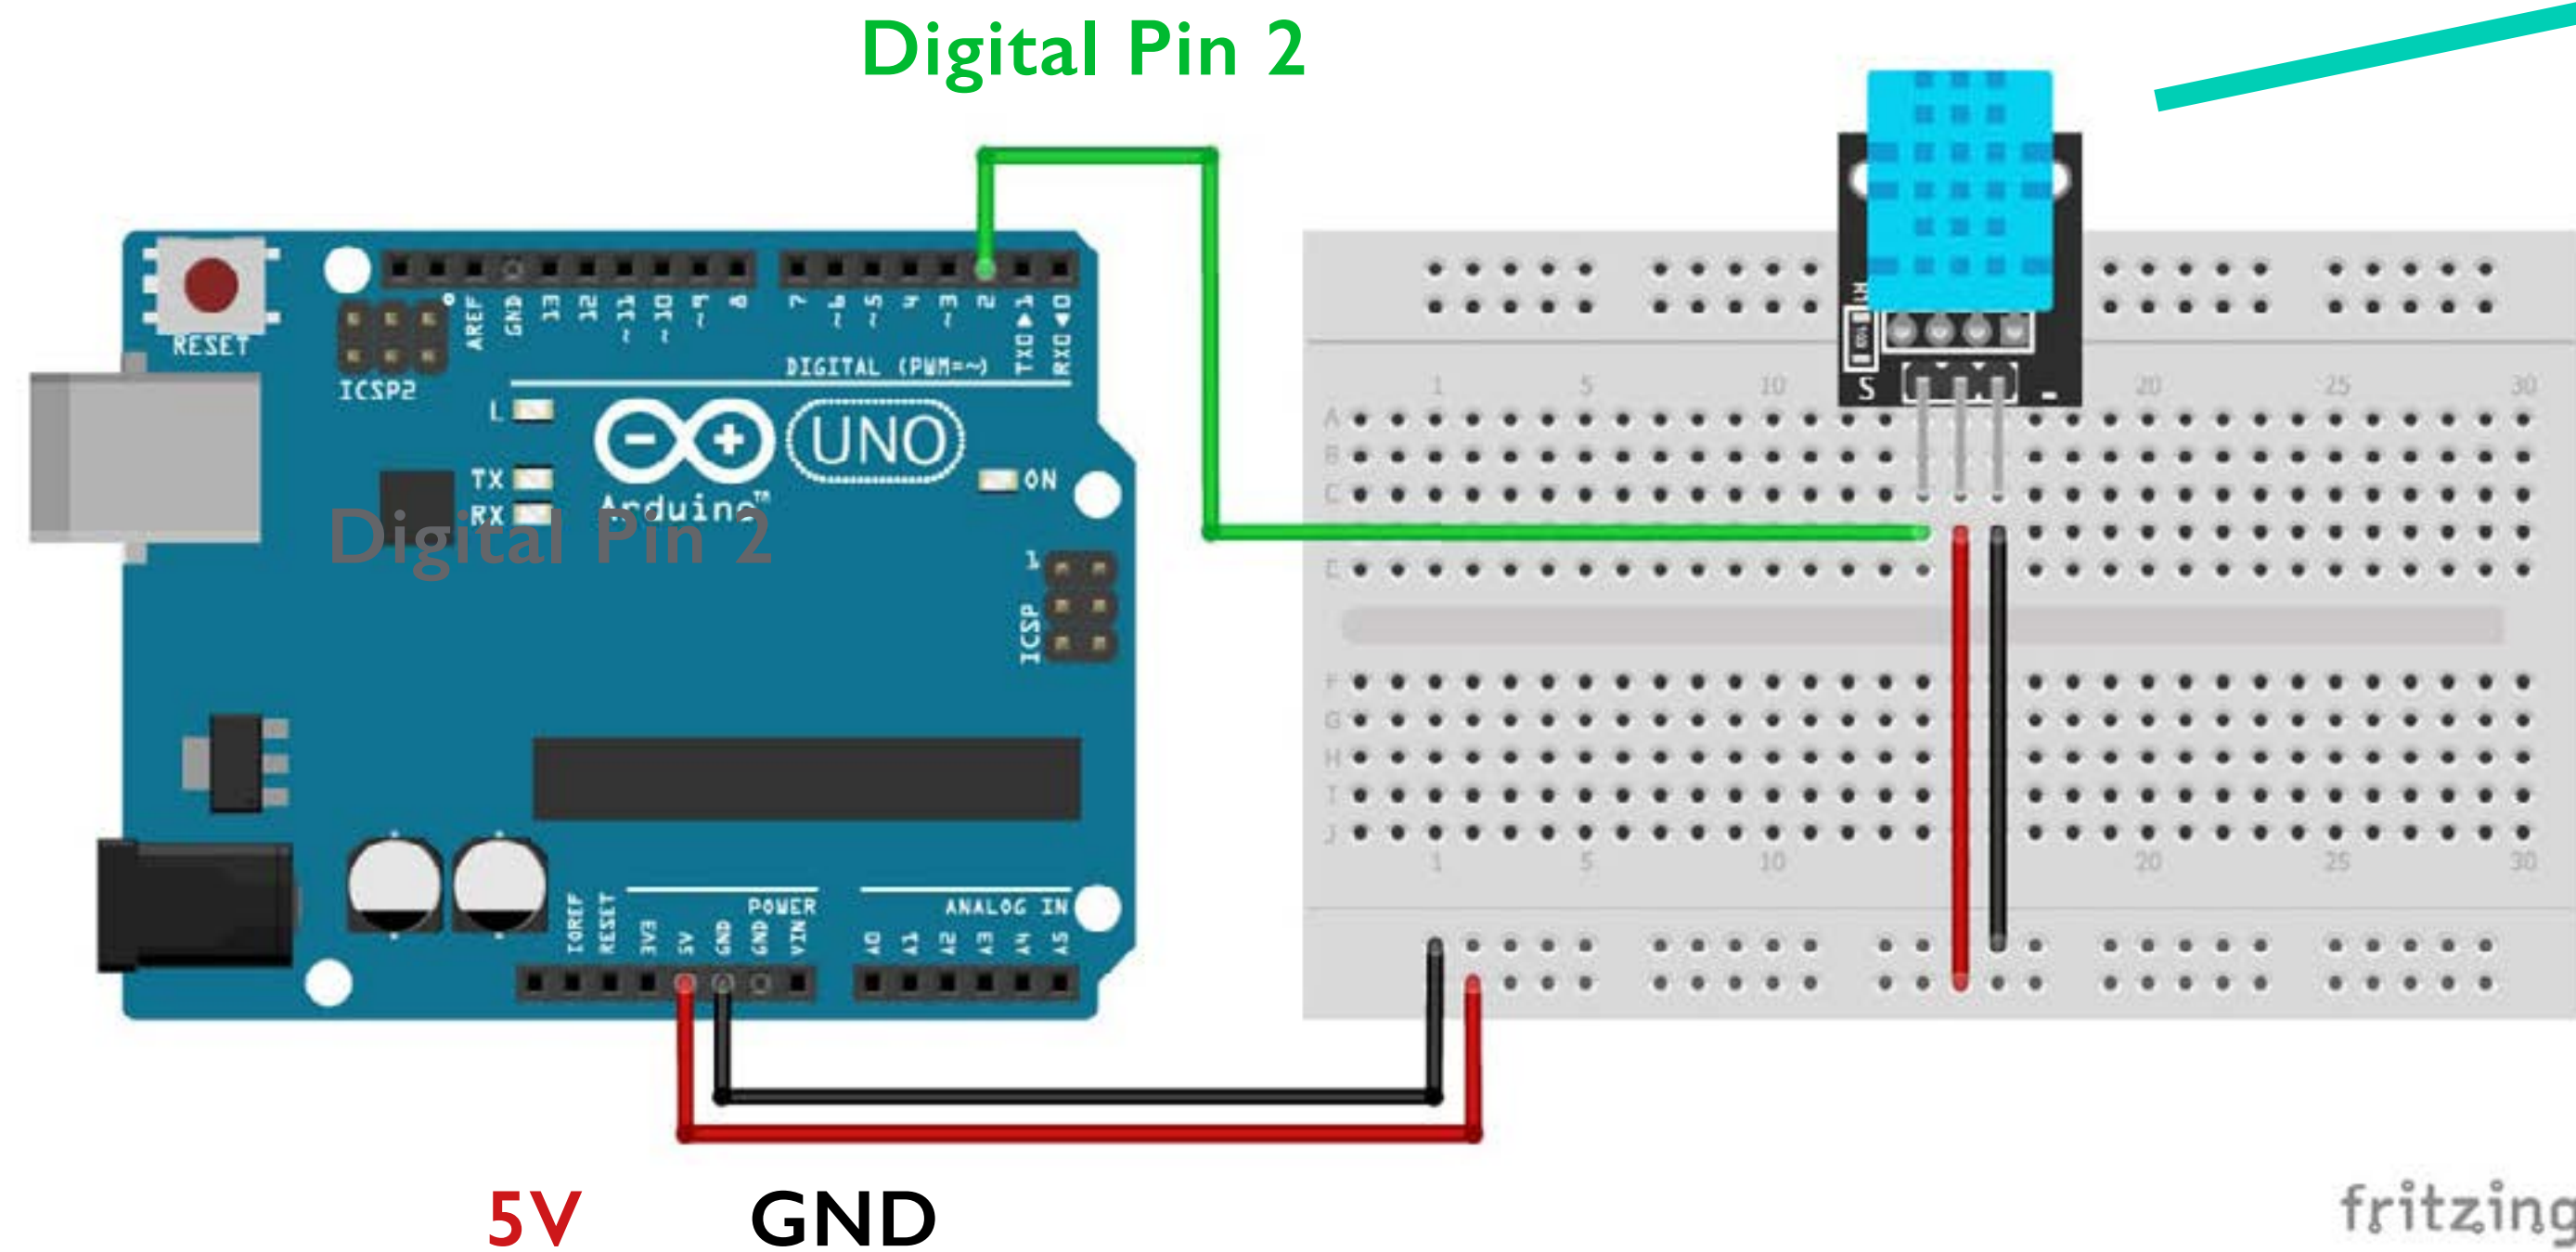 Digital Pin 2
RESET
ICSP2
AREF
GND
13
12
~11
~10
~9
8
7
~6
~5
4
~3
2
TX0▶1
RX0◀0
DIGITAL (PWM=~)
L
TX
RX
UNO
Arduino™
ON
Digital Pin 2
1
ICSP
IOREF
RESET
3V3
5V
GND
GND
VIN
POWER
ANALOG IN
A0
A1
A2
A3
A4
A5
S
-
1 5 10 20 25 30
A
B
C
E
F
G
H
I
J
1 5 10 20 25 30
5V GND
fritzing